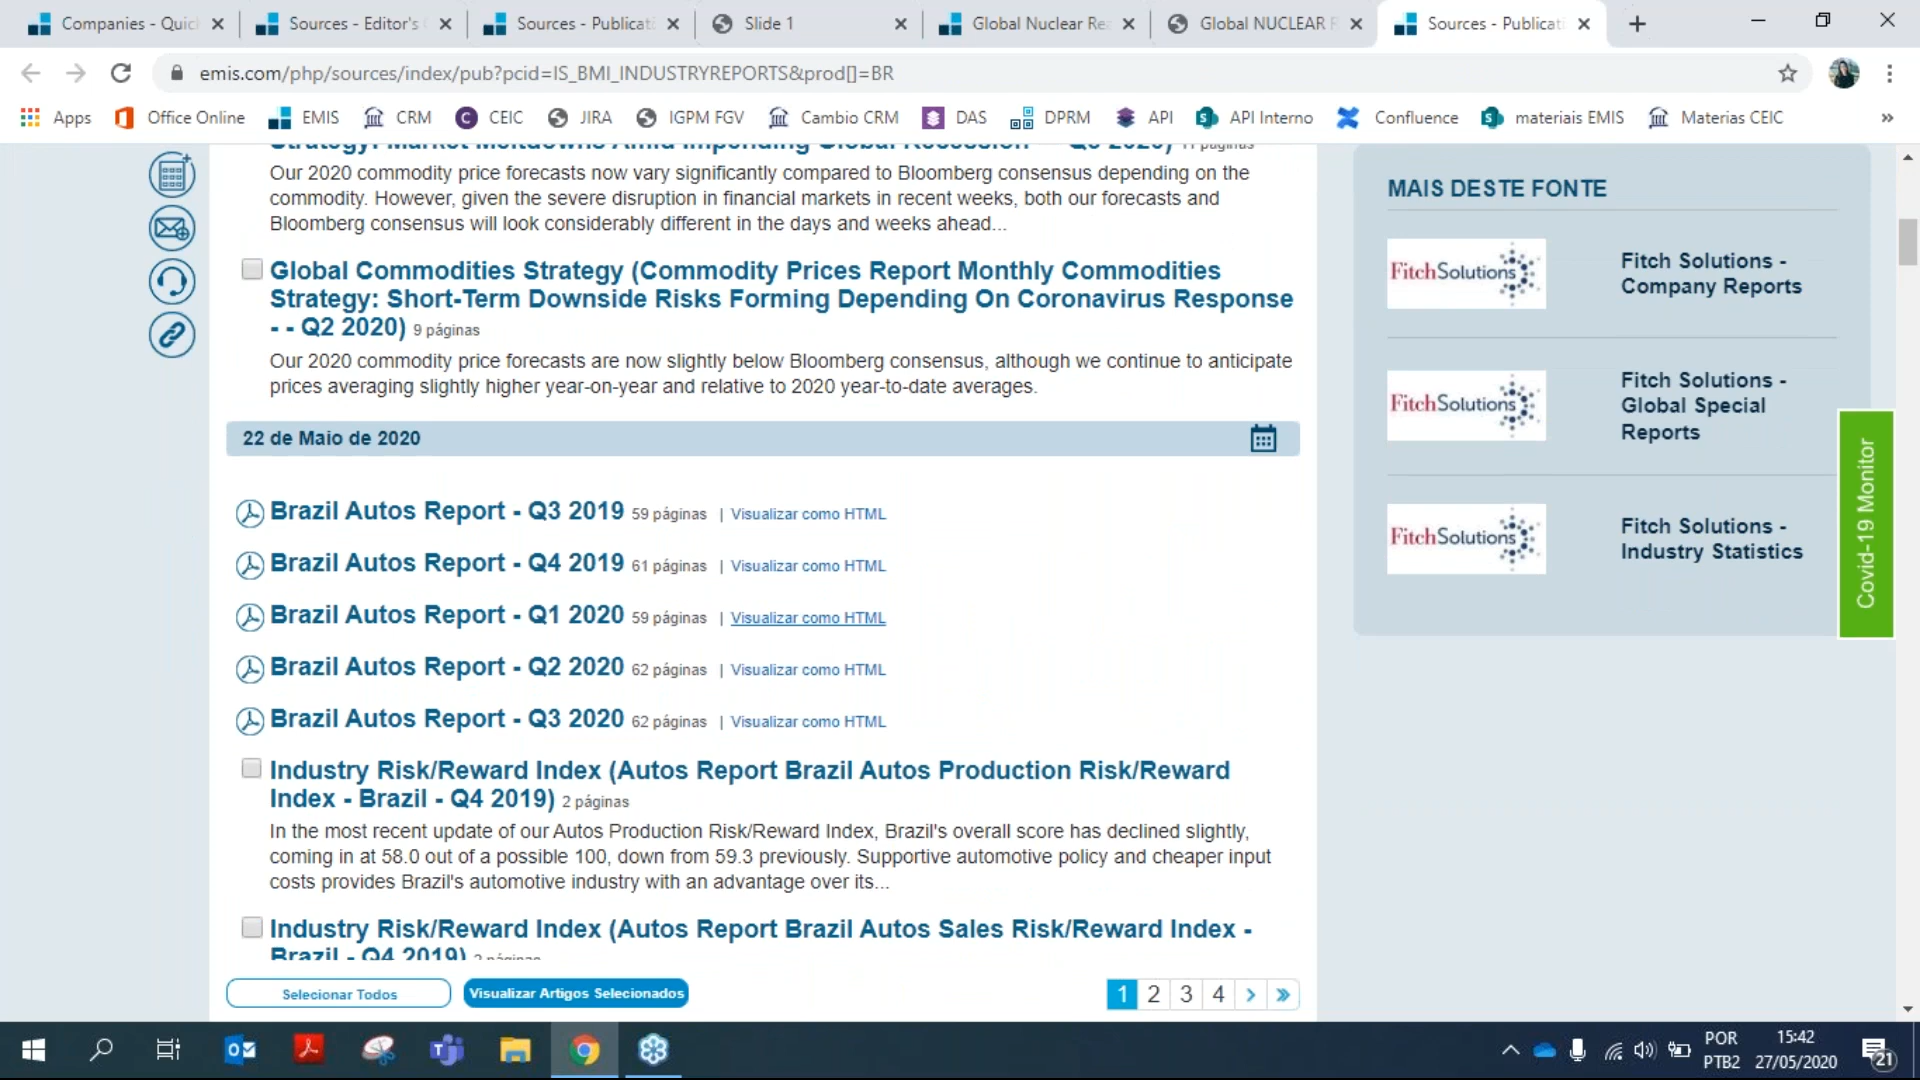 Companies - Quic
Sources - Editor's
Sources - Publicati
Slide 1
Global Nuclear Re
Global NUCLEAR R
Sources - Publicati
emis.com/php/sources/index/pub?pcid=IS_BMI_INDUSTRYREPORTS&prod[]=BR
Apps
Office Online
EMIS
CRM
CEIC
JIRA
IGPM FGV
Cambio CRM
DAS
DPRM
API
API Interno
Confluence
materiais EMIS
Materias CEIC
Strategy: Market Meltdowns Amid Impending Global Recession - - Q3 2020) 11 páginas
Our 2020 commodity price forecasts now vary significantly compared to Bloomberg consensus depending on the
commodity. However, given the severe disruption in financial markets in recent weeks, both our forecasts and
Bloomberg consensus will look considerably different in the days and weeks ahead...
Global Commodities Strategy (Commodity Prices Report Monthly Commodities
Strategy: Short-Term Downside Risks Forming Depending On Coronavirus Response
- - Q2 2020) 9 páginas
Our 2020 commodity price forecasts are now slightly below Bloomberg consensus, although we continue to anticipate
prices averaging slightly higher year-on-year and relative to 2020 year-to-date averages.
22 de Maio de 2020
Brazil Autos Report - Q3 2019 59 páginas | Visualizar como HTML
Brazil Autos Report - Q4 2019 61 páginas | Visualizar como HTML
Brazil Autos Report - Q1 2020 59 páginas | Visualizar como HTML
Brazil Autos Report - Q2 2020 62 páginas | Visualizar como HTML
Brazil Autos Report - Q3 2020 62 páginas | Visualizar como HTML
Industry Risk/Reward Index (Autos Report Brazil Autos Production Risk/Reward
Index - Brazil - Q4 2019) 2 páginas
In the most recent update of our Autos Production Risk/Reward Index, Brazil's overall score has declined slightly,
coming in at 58.0 out of a possible 100, down from 59.3 previously. Supportive automotive policy and cheaper input
costs provides Brazil's automotive industry with an advantage over its...
Industry Risk/Reward Index (Autos Report Brazil Autos Sales Risk/Reward Index -
Brazil - Q4 2019) 2 páginas
Selecionar Todos
Visualizar Artigos Selecionados
1 2 3 4 › »
MAIS DESTE FONTE
FitchSolutions
Fitch Solutions -
Company Reports
FitchSolutions
Fitch Solutions -
Global Special
Reports
FitchSolutions
Fitch Solutions -
Industry Statistics
Covid-19 Monitor
POR
PTB2
15:42
27/05/2020
21